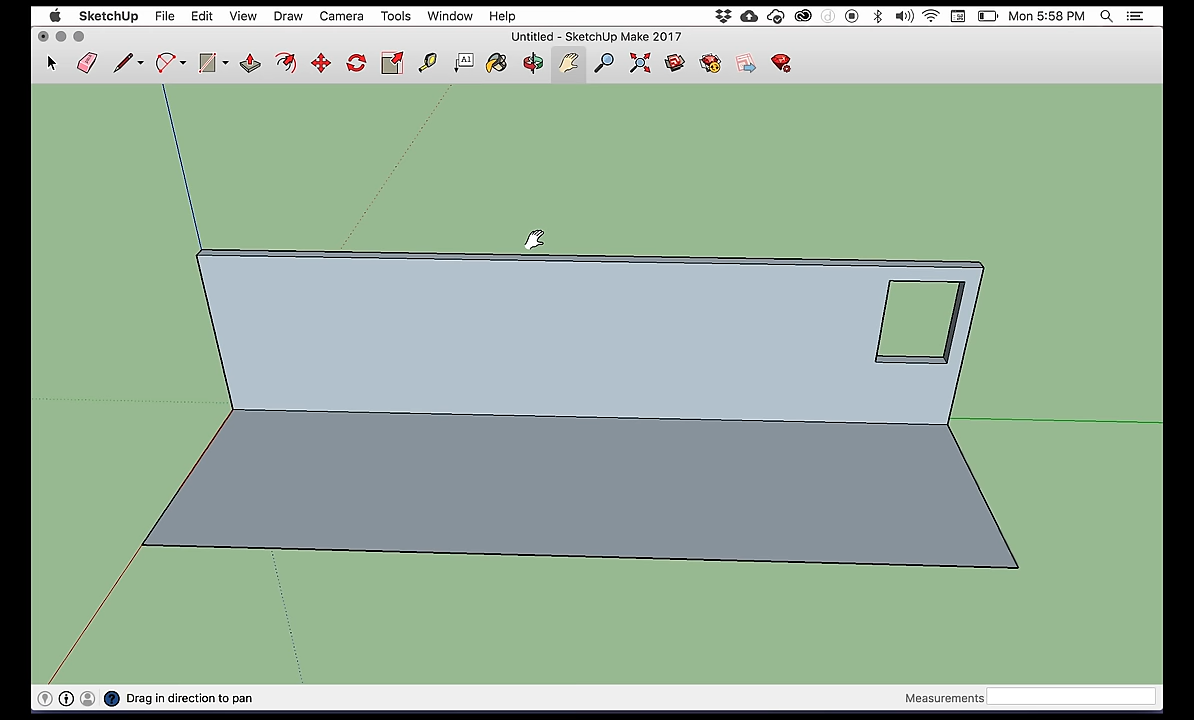 SketchUp File Edit View Draw Camera Tools Window Help Mon 5:58 PM
Untitled - SketchUp Make 2017
A1
Drag in direction to pan Measurements